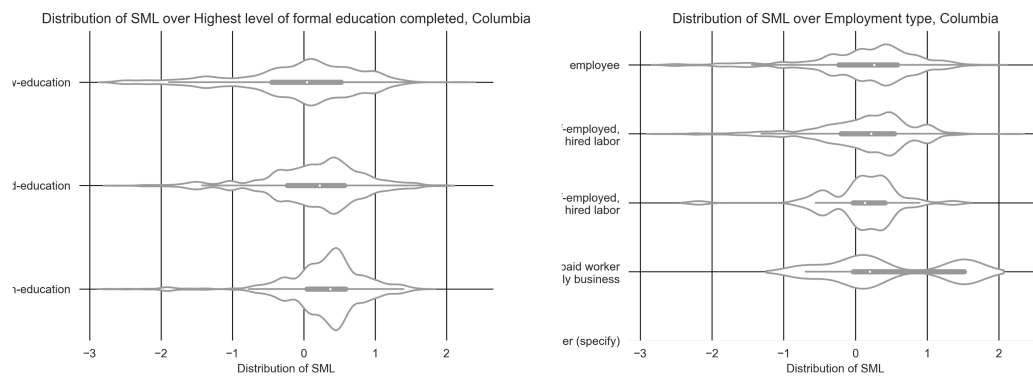 Distribution of SML over Highest level of formal education completed, Columbia
-education
-education
-education
−3 −2 −1 0 1 2
Distribution of SML
Distribution of SML over Employment type, Columbia
employee
-employed,
hired labor
-employed,
hired labor
paid worker
ly business
er (specify)
−3 −2 −1 0 1 2
Distribution of SML